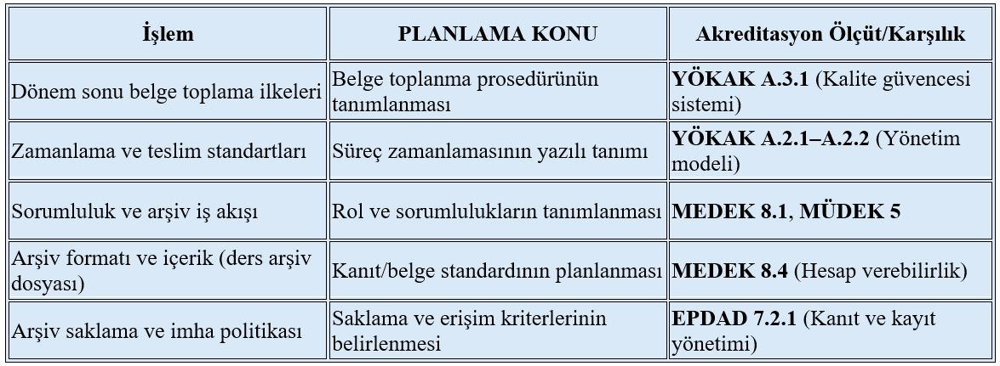 İşlem
PLANLAMA KONU
Akreditasyon Ölçüt/Karşılık
Dönem sonu belge toplama ilkeleri
Belge toplanma prosedürünün
tanımlanması
YÖKAK A.3.1 (Kalite güvencesi
sistemi)
Zamanlama ve teslim standartları
Süreç zamanlamasının yazılı tanımı
YÖKAK A.2.1–A.2.2 (Yönetim
modeli)
Sorumluluk ve arşiv iş akışı
Rol ve sorumlulukların tanımlanması
MEDEK 8.1, MÜDEK 5
Arşiv formatı ve içerik (ders arşiv
dosyası)
Kanıt/belge standardının planlanması
MEDEK 8.4 (Hesap verebilirlik)
Arşiv saklama ve imha politikası
Saklama ve erişim kriterlerinin
belirlenmesi
EPDAD 7.2.1 (Kanıt ve kayıt
yönetimi)